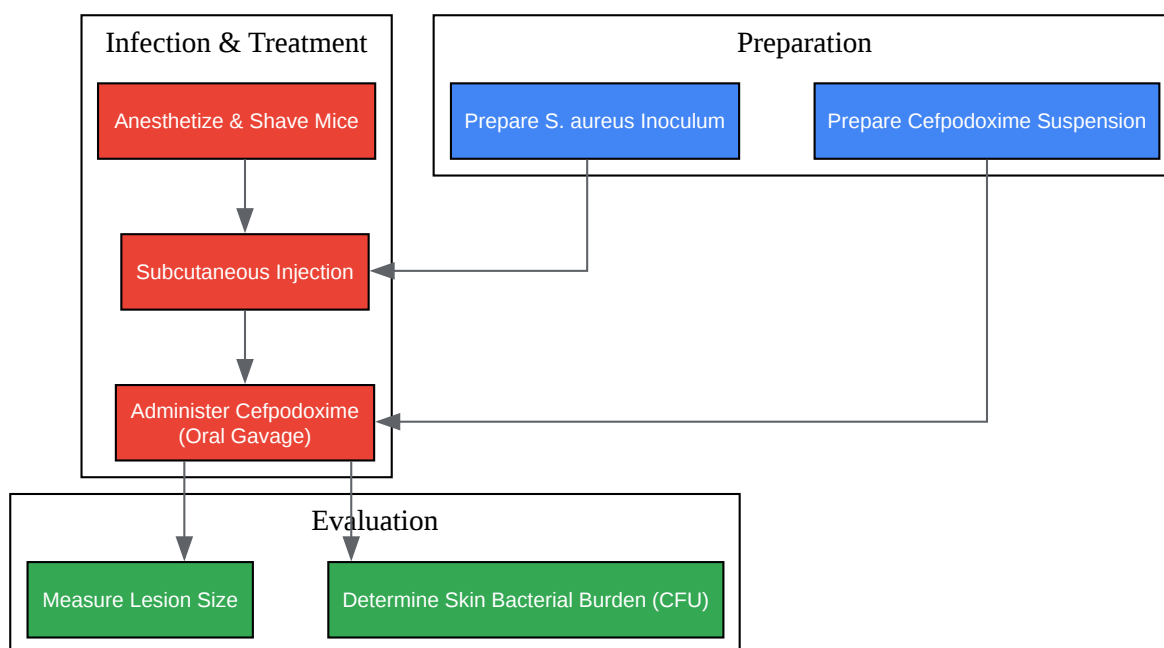 Infection & Treatment
Anesthetize & Shave Mice
Subcutaneous Injection
Administer Cefpodoxime
(Oral Gavage)
Preparation
Prepare S. aureus Inoculum
Prepare Cefpodoxime Suspension
Evaluation
Measure Lesion Size
Determine Skin Bacterial Burden (CFU)